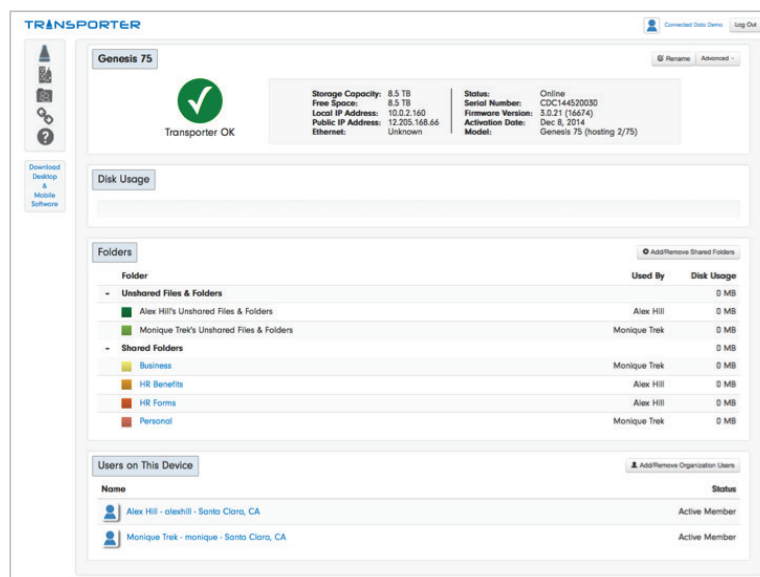 TRANSPORTER
Connected Data Demo Log Out
Genesis 75
Rename Advanced
Transporter OK
Storage Capacity: 8.5 TB
Free Space: 8.5 TB
Local IP Address: 10.0.2.160
Public IP Address: 12.205.168.66
Ethernet: Unknown
Status: Online
Serial Number: CDC144520030
Firmware Version: 3.0.21 (16674)
Activation Date: Dec 8, 2014
Model: Genesis 75 (hosting 2/75)
Download
Desktop
&
Mobile
Software
Disk Usage
Folders
Add/Remove Shared Folders
Folder Used By Disk Usage
- Unshared Files & Folders 0 MB
Alex Hill's Unshared Files & Folders Alex Hill 0 MB
Monique Trek's Unshared Files & Folders Monique Trek 0 MB
- Shared Folders 0 MB
Business Monique Trek 0 MB
HR Benefits Alex Hill 0 MB
HR Forms Alex Hill 0 MB
Personal Monique Trek 0 MB
Users on This Device
Add/Remove Organization Users
Name Status
Alex Hill - alexhill - Santa Clara, CA Active Member
Monique Trek - monique - Santa Clara, CA Active Member